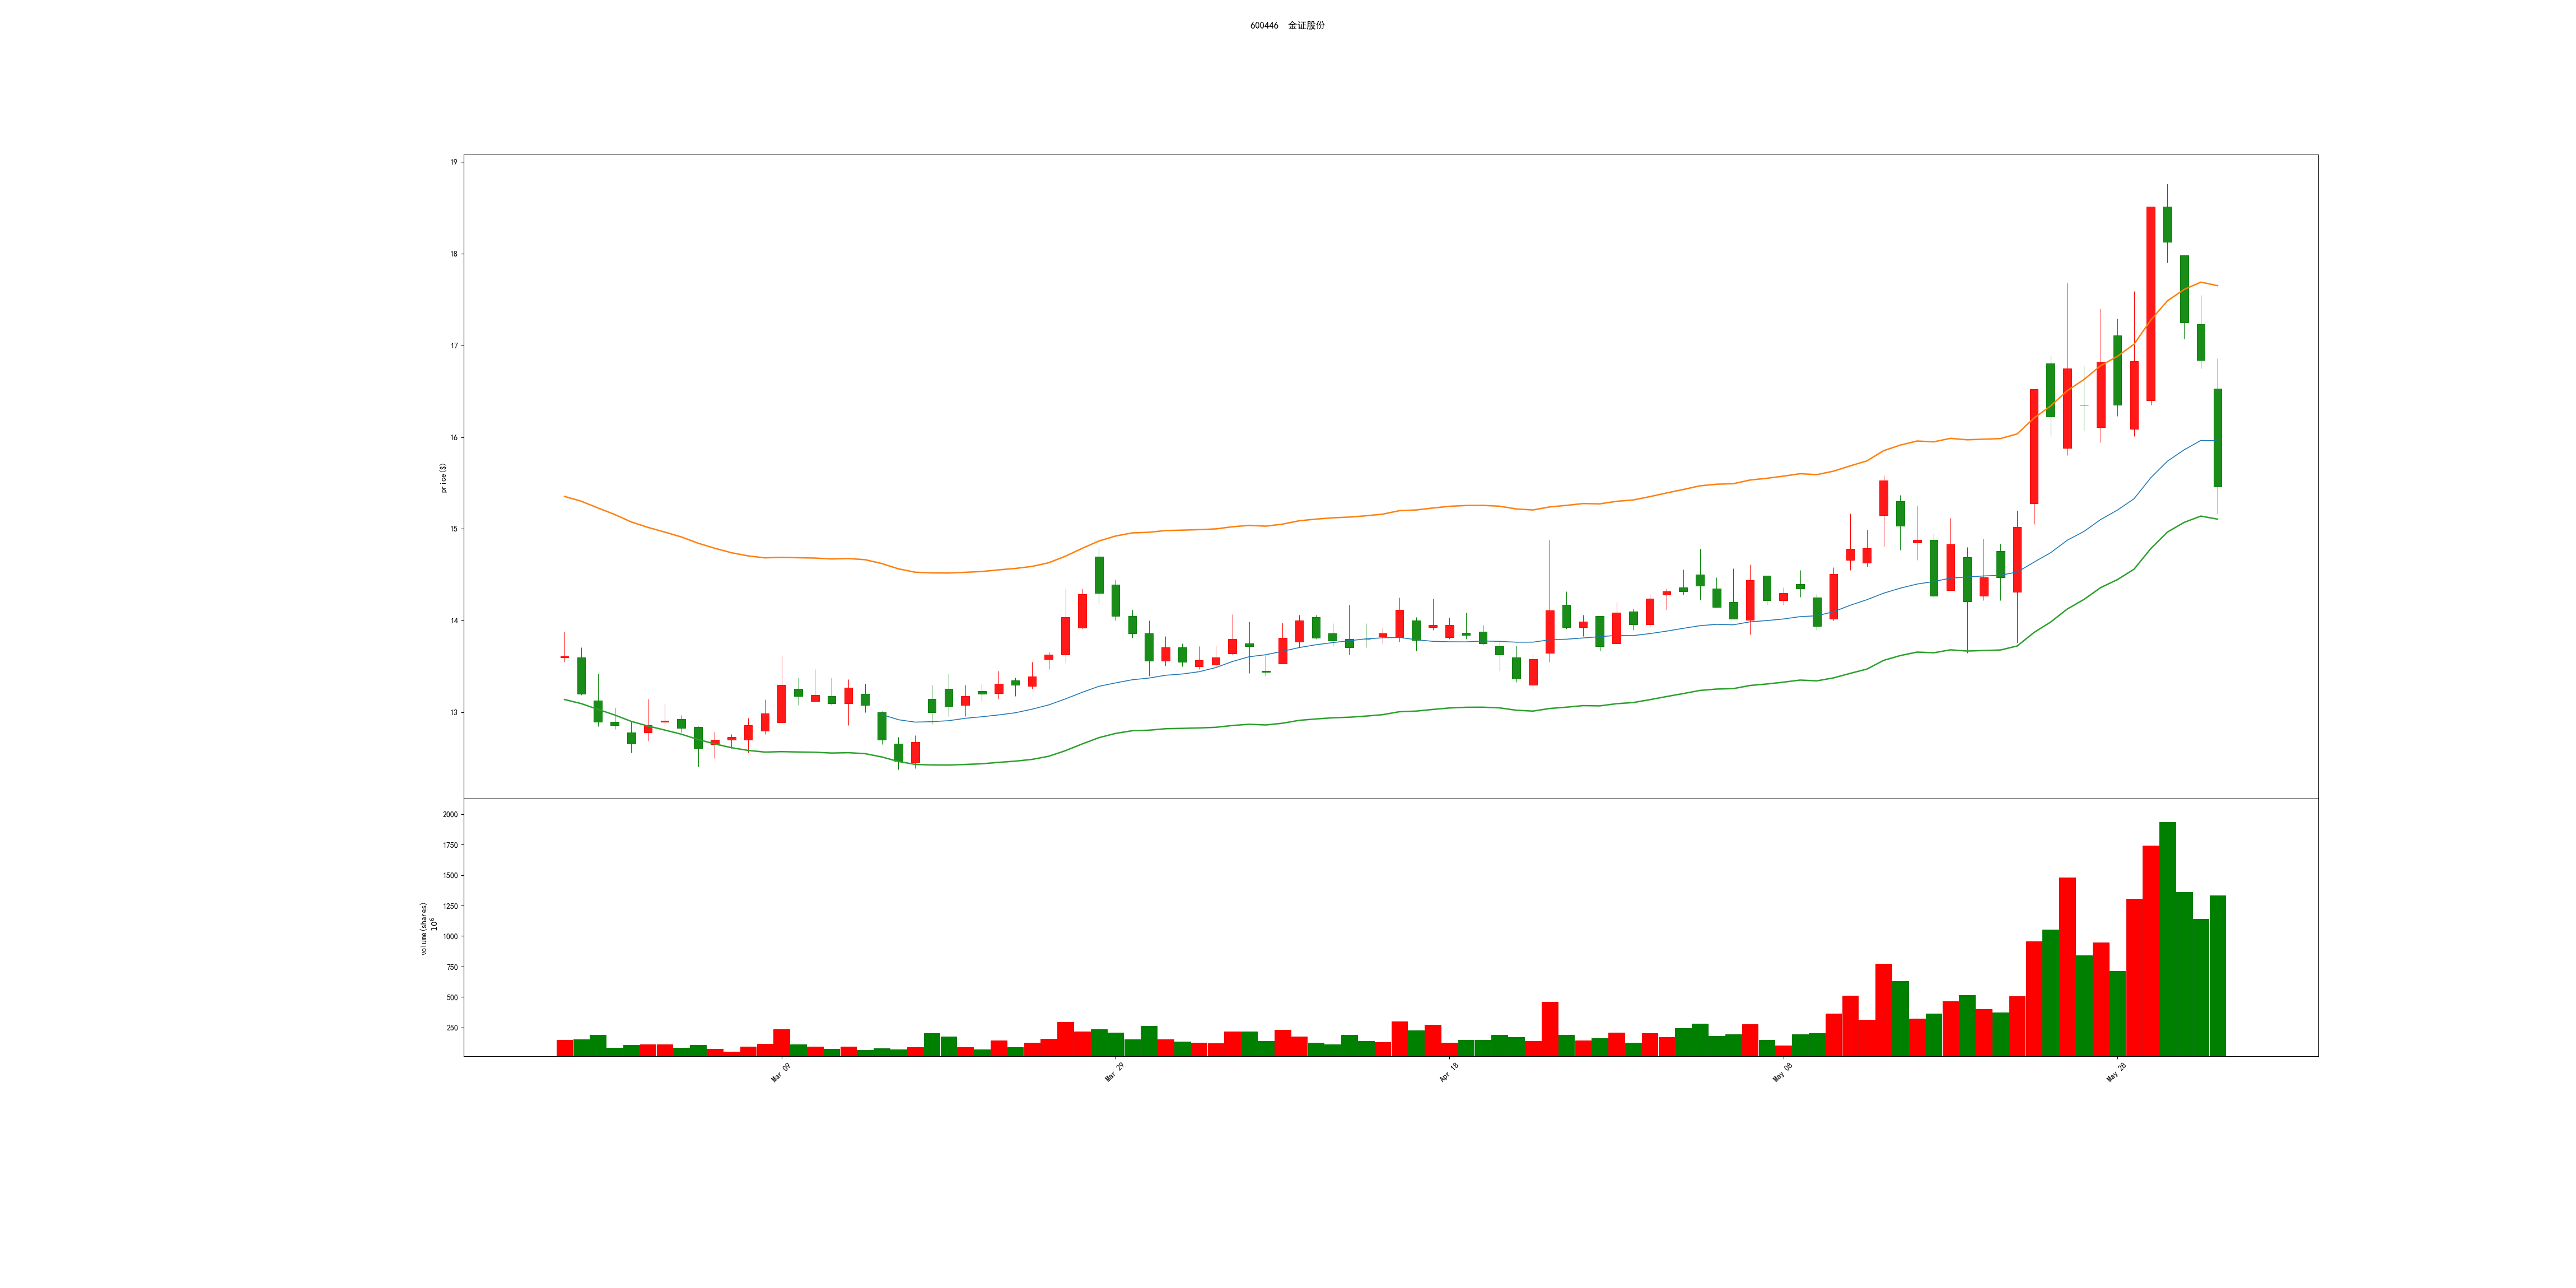 600446 金证股份
19
18
17
16
15
14
13
price($)
2000
1750
1500
1250
1000
750
500
250
volume(shares)
10⁶
Mar 09
Mar 29
Apr 18
May 08
May 28